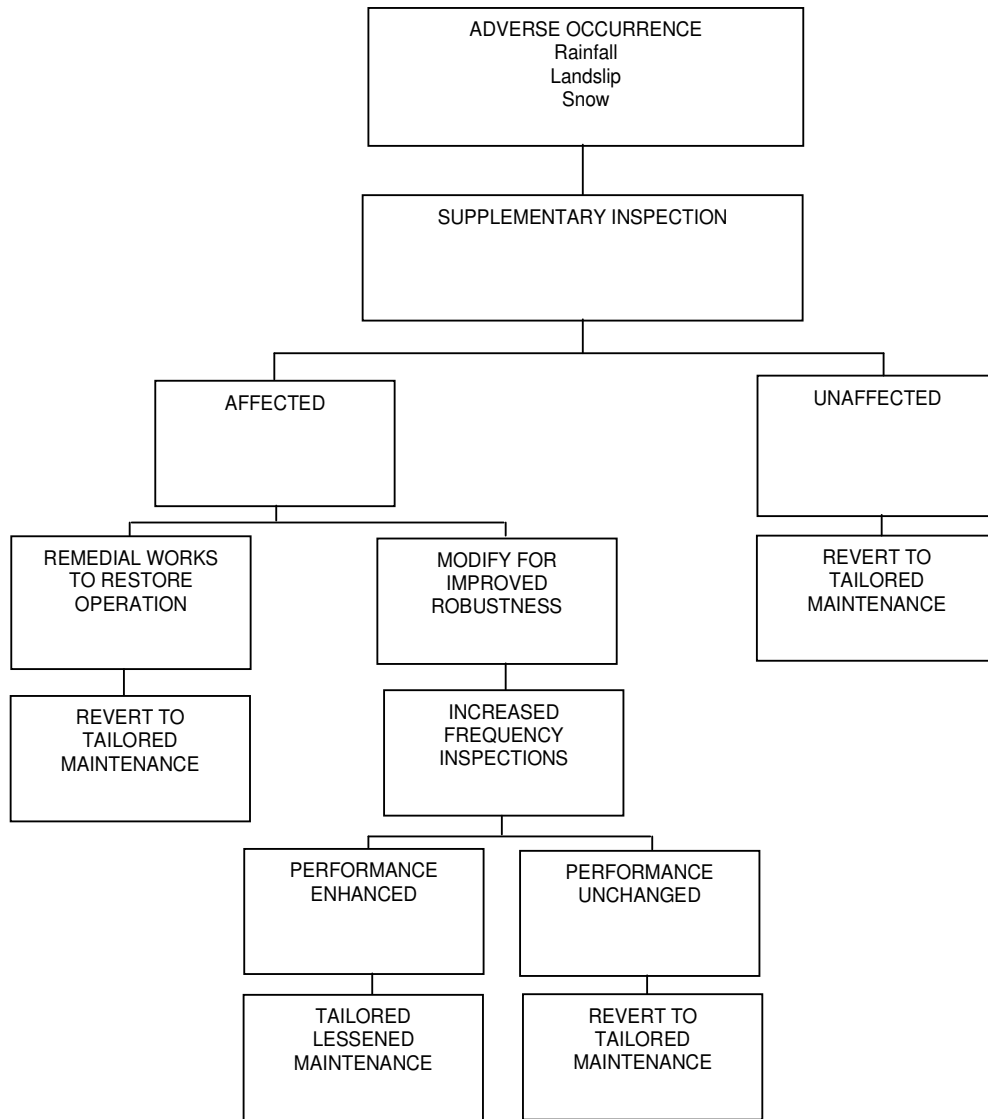 ADVERSE OCCURRENCE
Rainfall
Landslip
Snow
SUPPLEMENTARY INSPECTION
AFFECTED
UNAFFECTED
REMEDIAL WORKS
TO RESTORE
OPERATION
MODIFY FOR
IMPROVED
ROBUSTNESS
REVERT TO
TAILORED
MAINTENANCE
REVERT TO
TAILORED
MAINTENANCE
INCREASED
FREQUENCY
INSPECTIONS
PERFORMANCE
ENHANCED
PERFORMANCE
UNCHANGED
TAILORED
LESSENED
MAINTENANCE
REVERT TO
TAILORED
MAINTENANCE